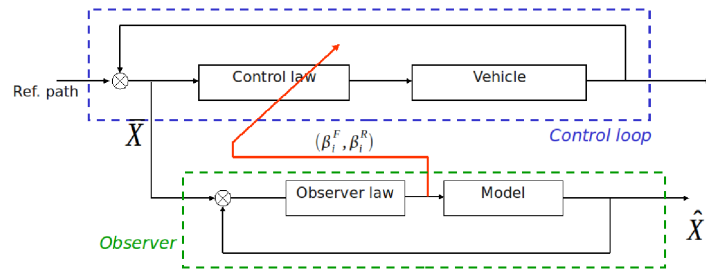 Control law
Vehicle
Ref. path
X̅
Control loop
(β_i^F, β_i^R)
Observer law
Model
X̂
Observer